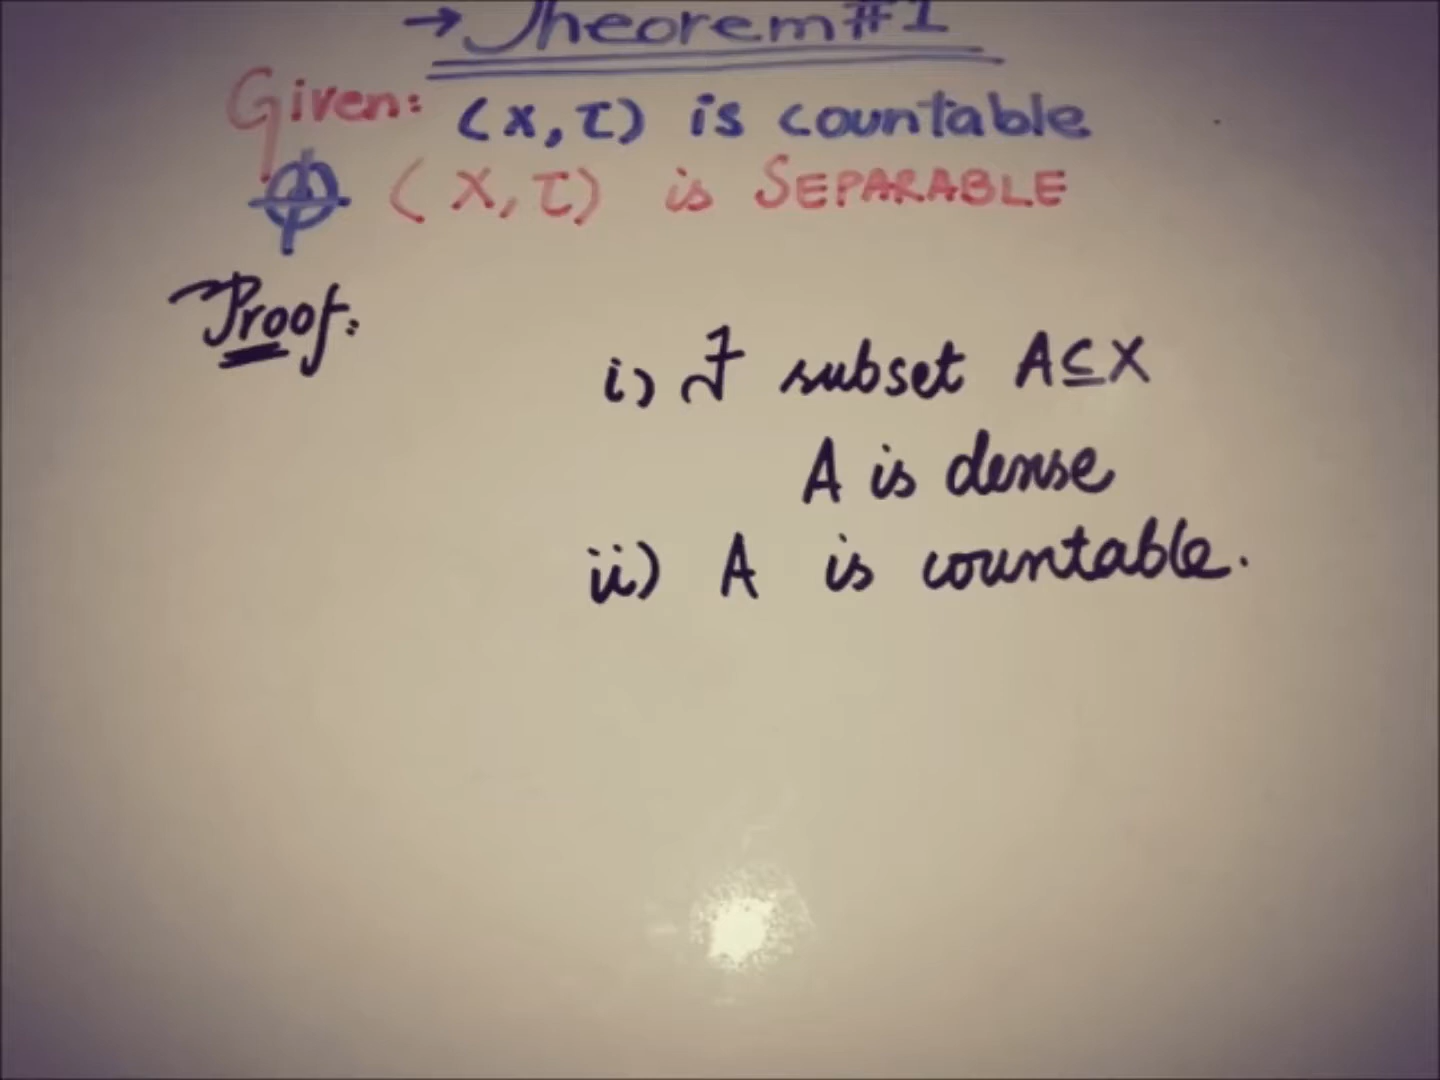 → Theorem #1
Given: (X, τ) is countable
(X, τ) is SEPARABLE
Proof:
i) subset A⊆X
A is dense
ii) A is countable.